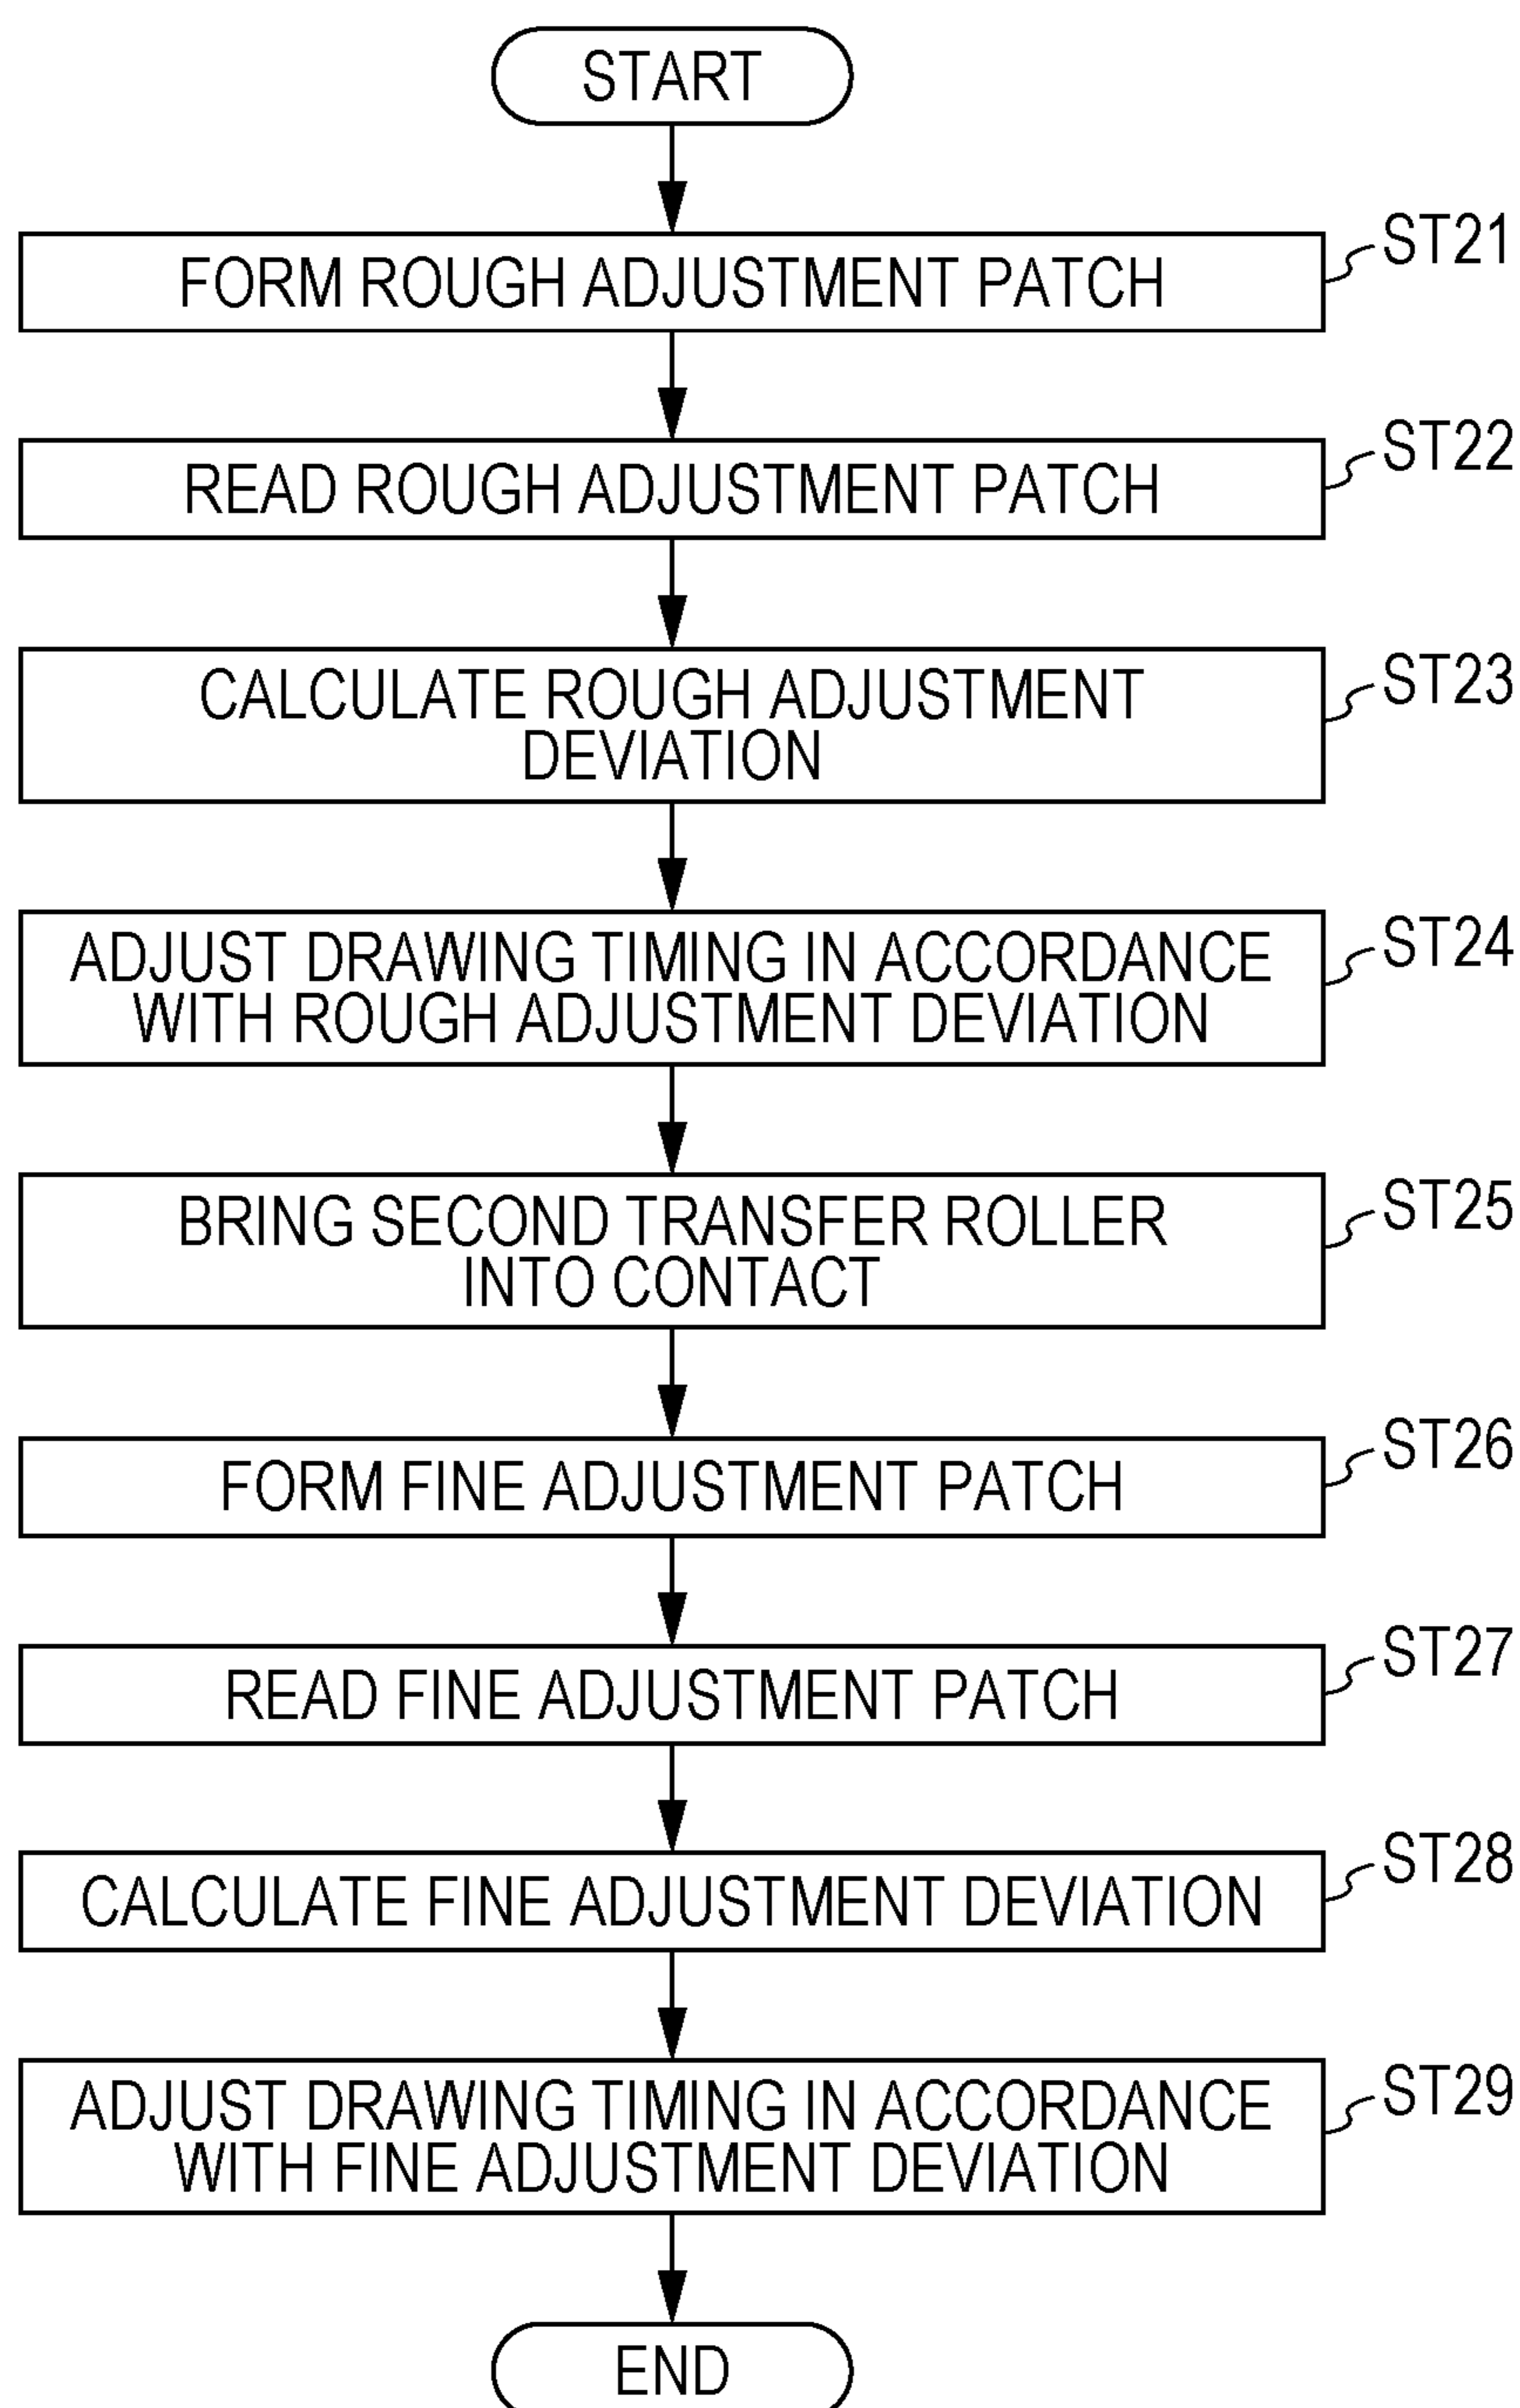 START
FORM ROUGH ADJUSTMENT PATCH
ST21
READ ROUGH ADJUSTMENT PATCH
ST22
CALCULATE ROUGH ADJUSTMENT
DEVIATION
ST23
ADJUST DRAWING TIMING IN ACCORDANCE
WITH ROUGH ADJUSTMENT DEVIATION
ST24
BRING SECOND TRANSFER ROLLER
INTO CONTACT
ST25
FORM FINE ADJUSTMENT PATCH
ST26
READ FINE ADJUSTMENT PATCH
ST27
CALCULATE FINE ADJUSTMENT DEVIATION
ST28
ADJUST DRAWING TIMING IN ACCORDANCE
WITH FINE ADJUSTMENT DEVIATION
ST29
END